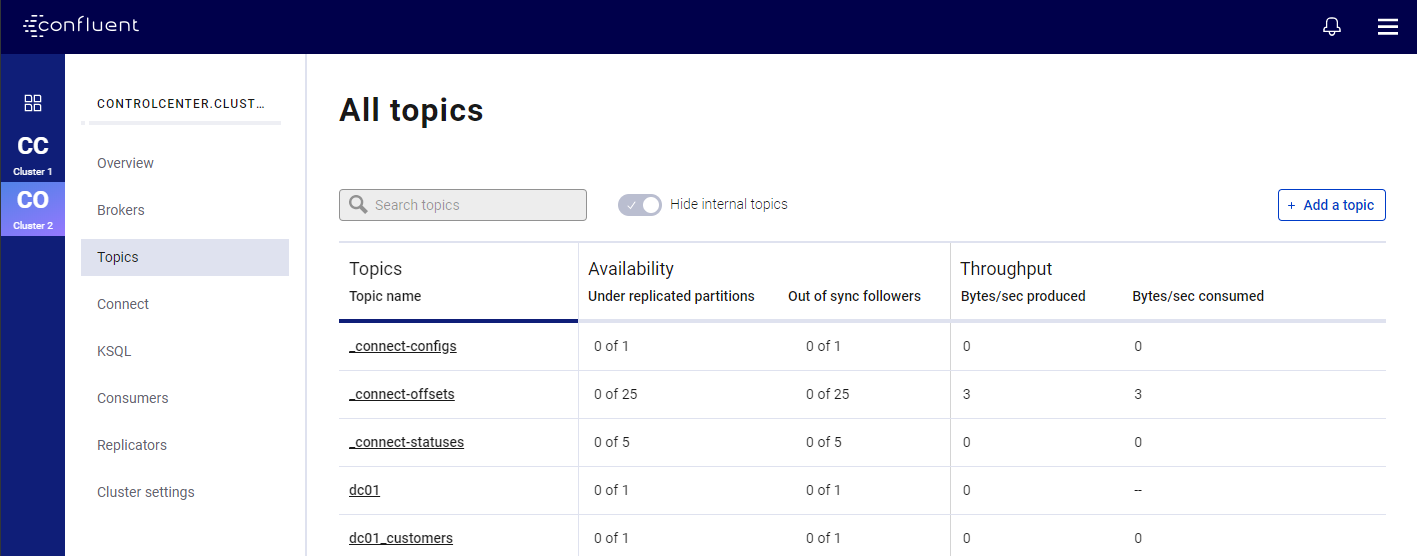 confluent
CONTROLCENTER.CLUST...
CC
Cluster 1
CO
Cluster 2
Overview
Brokers
Topics
Connect
KSQL
Consumers
Replicators
Cluster settings
All topics
Search topics
Hide internal topics
+ Add a topic
Topics Availability Throughput
Topic name Under replicated partitions Out of sync followers Bytes/sec produced Bytes/sec consumed
_connect-configs 0 of 1 0 of 1 0 0
_connect-offsets 0 of 25 0 of 25 3 3
_connect-statuses 0 of 5 0 of 5 0 0
dc01 0 of 1 0 of 1 0 --
dc01_customers 0 of 1 0 of 1 0 0